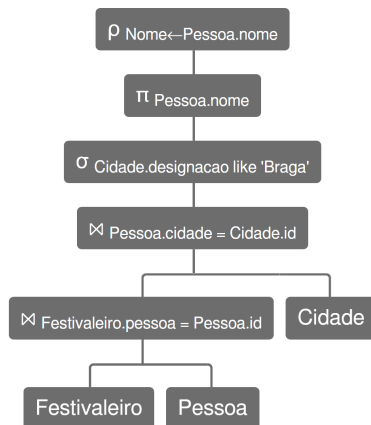 ρ Nome←Pessoa.nome
π Pessoa.nome
σ Cidade.designacao like 'Braga'
⋈ Pessoa.cidade = Cidade.id
⋈ Festivaleiro.pessoa = Pessoa.id
Cidade
Festivaleiro
Pessoa